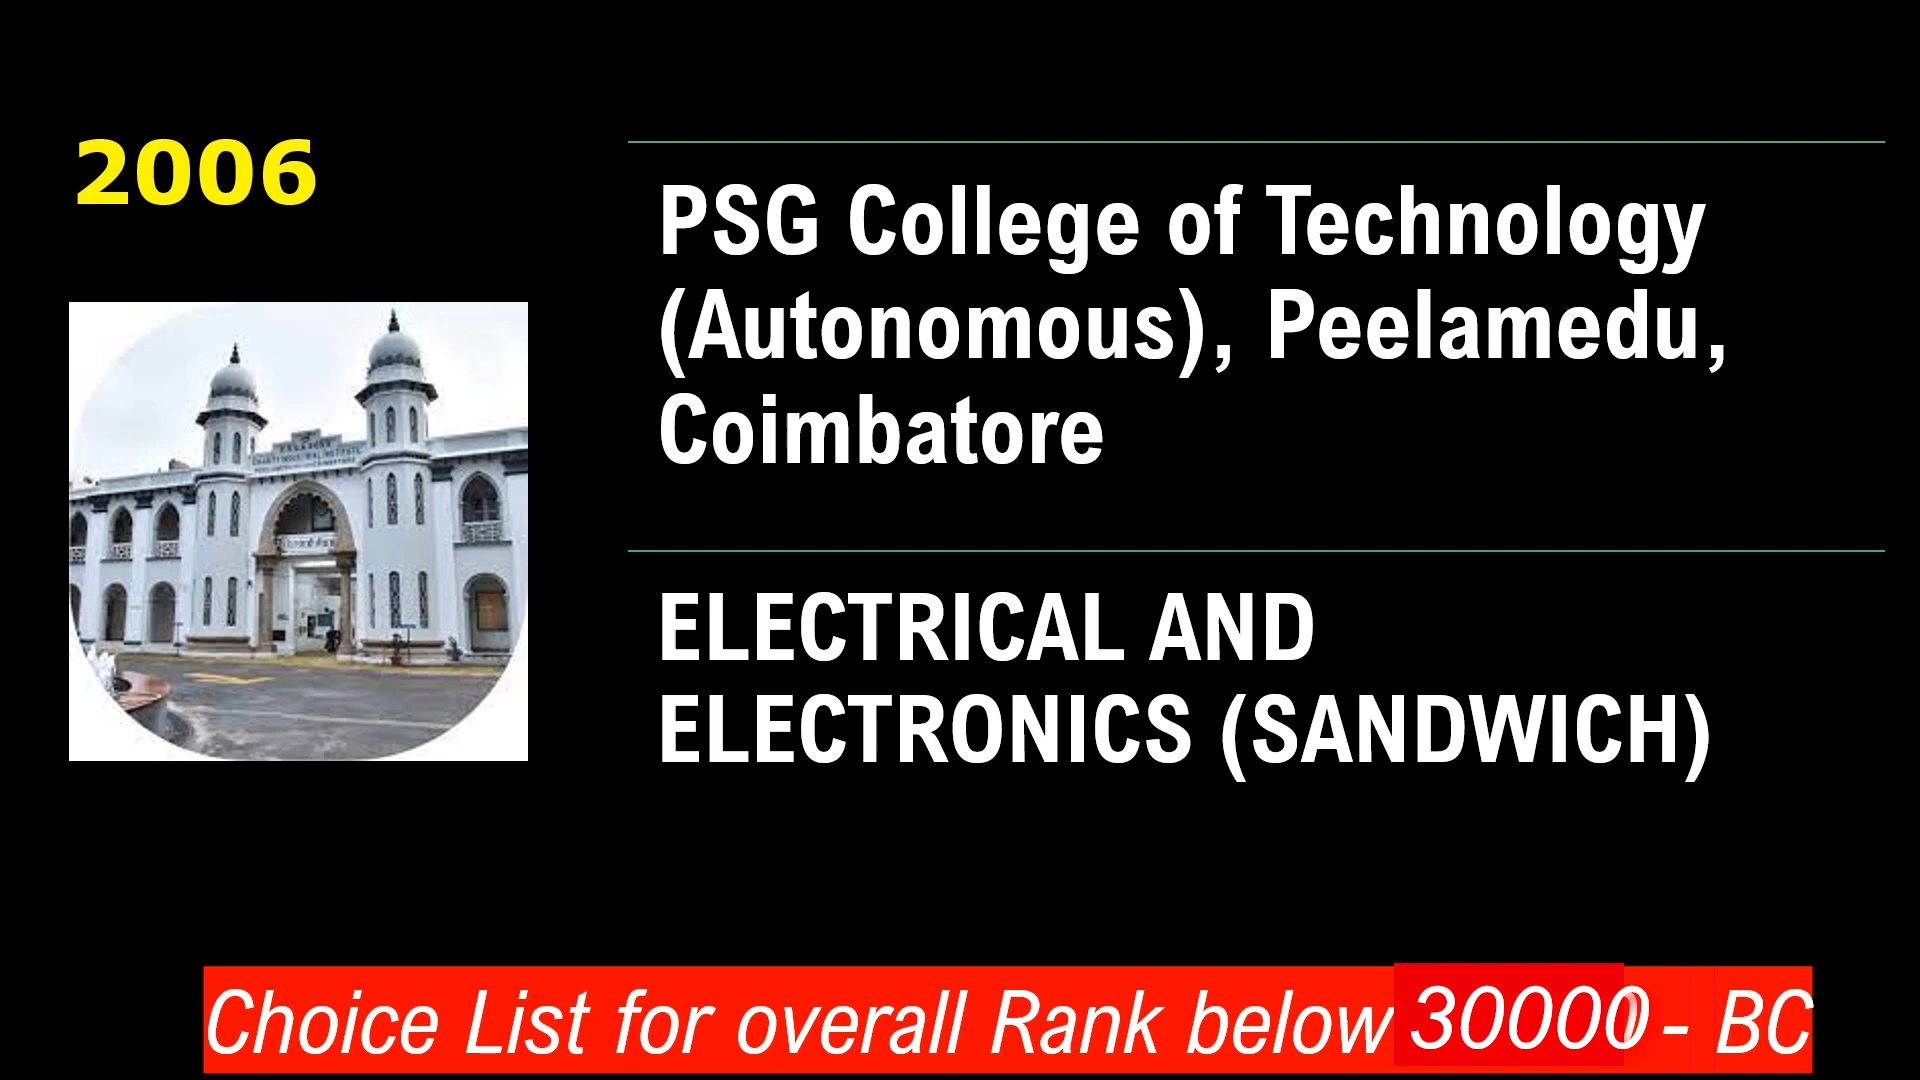 2006
PSG College of Technology
(Autonomous), Peelamedu,
Coimbatore
ELECTRICAL AND
ELECTRONICS (SANDWICH)
Choice List for overall Rank below 30000 - BC